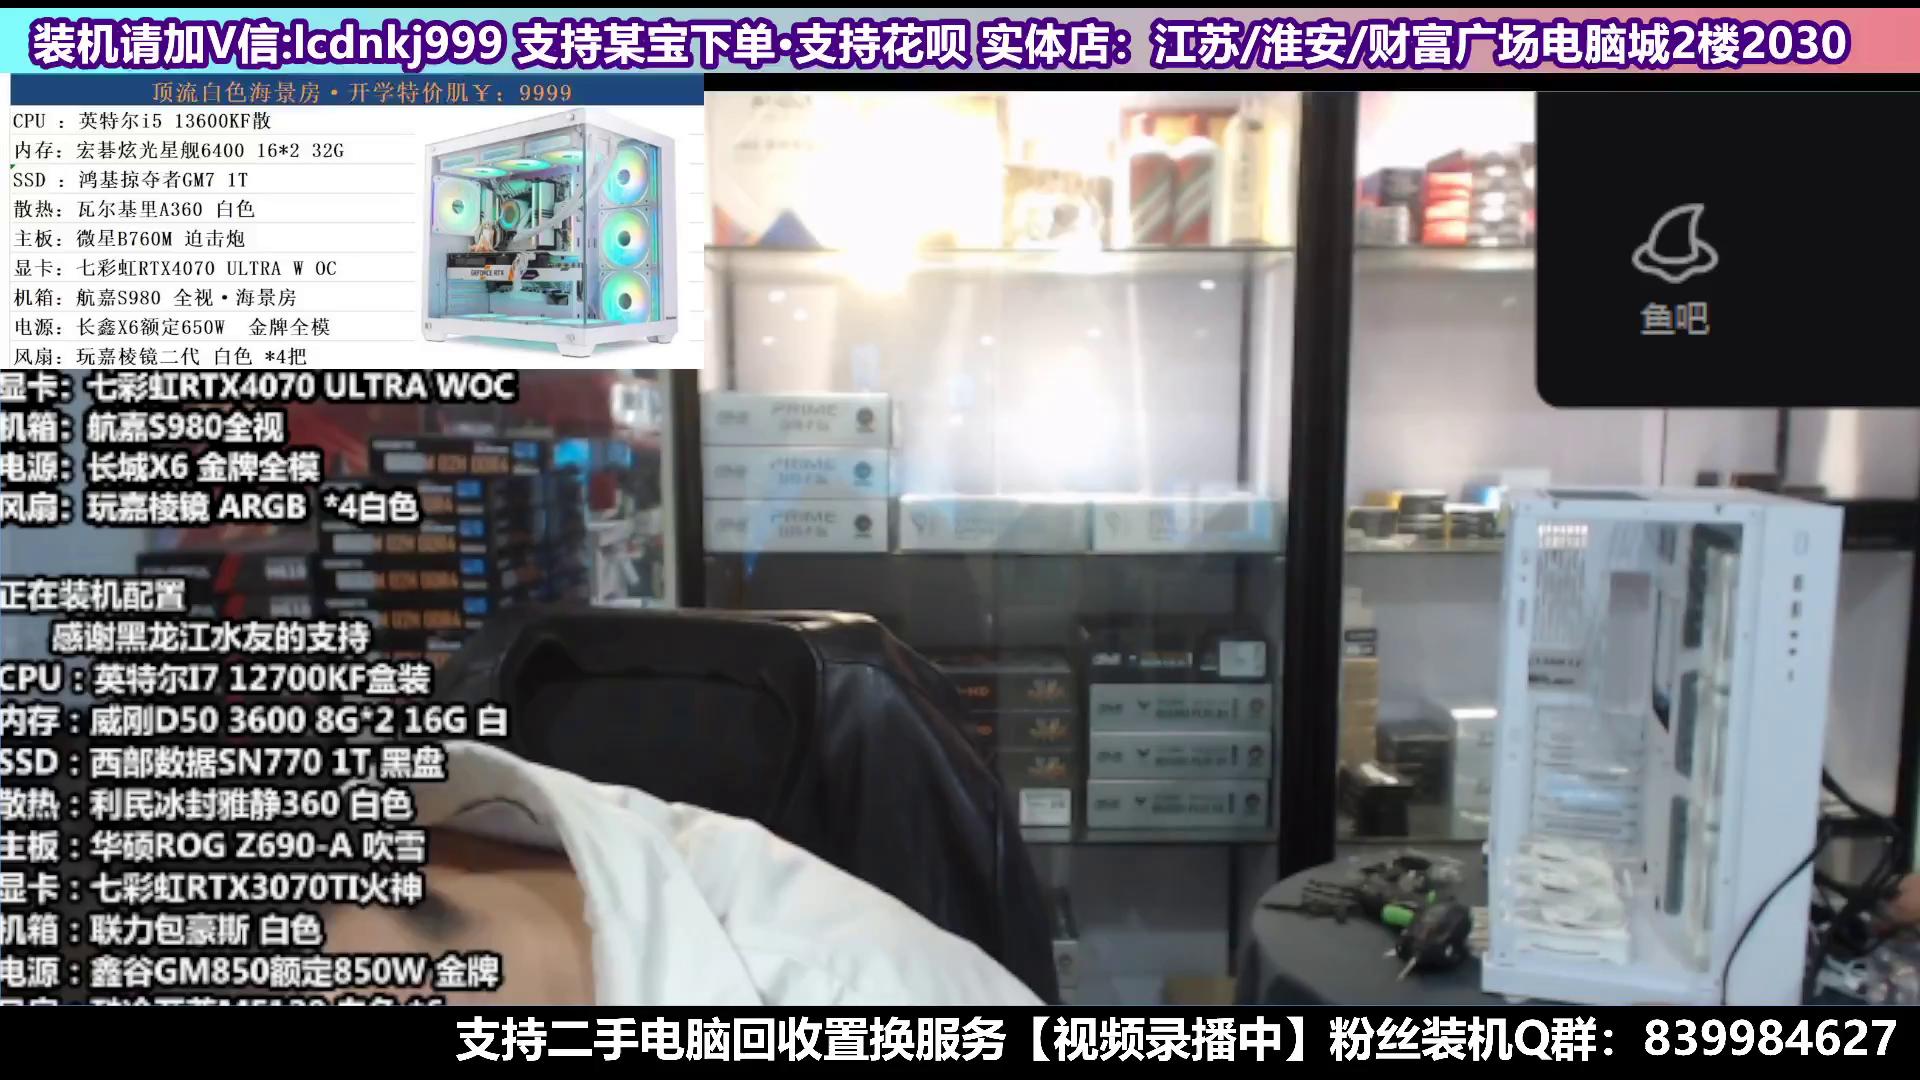 装机请加V信:lcdnkj999 支持某宝下单·支持花呗 实体店：江苏/淮安/财富广场电脑城2楼2030
顶流白色海景房·开学特价肌￥：9999
CPU ：英特尔i5 13600KF散
内存：宏碁炫光星舰6400 16*2 32G
SSD ：鸿基掠夺者GM7 1T
散热：瓦尔基里A360 白色
主板：微星B760M 迫击炮
显卡：七彩虹RTX4070 ULTRA W OC
机箱：航嘉S980 全视·海景房
电源：长鑫X6额定650W 金牌全模
风扇：玩嘉棱镜二代 白色 *4把
GEFORCE RTX
显卡：七彩虹RTX4070 ULTRA WOC
机箱：航嘉S980全视
电源：长城X6 金牌全模
风扇：玩嘉棱镜 ARGB *4白色
正在装机配置
感谢黑龙江水友的支持
CPU：英特尔I7 12700KF盒装
内存：威刚D50 3600 8G*2 16G 白
SSD：西部数据SN770 1T 黑盘
散热：利民冰封雅静360 白色
主板：华硕ROG Z690-A 吹雪
显卡：七彩虹RTX3070TI火神
机箱：联力包豪斯 白色
电源：鑫谷GM850额定850W 金牌
鱼吧
PRIME
PRIME
PRIME
支持二手电脑回收置换服务【视频录播中】粉丝装机Q群：839984627